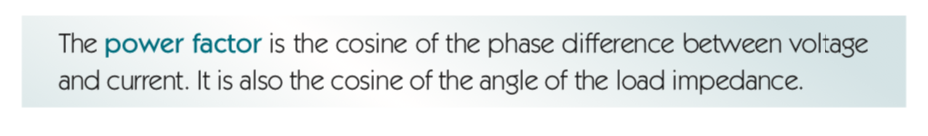 The power factor is the cosine of the phase difference between voltage
and current. It is also the cosine of the angle of the load impedance.